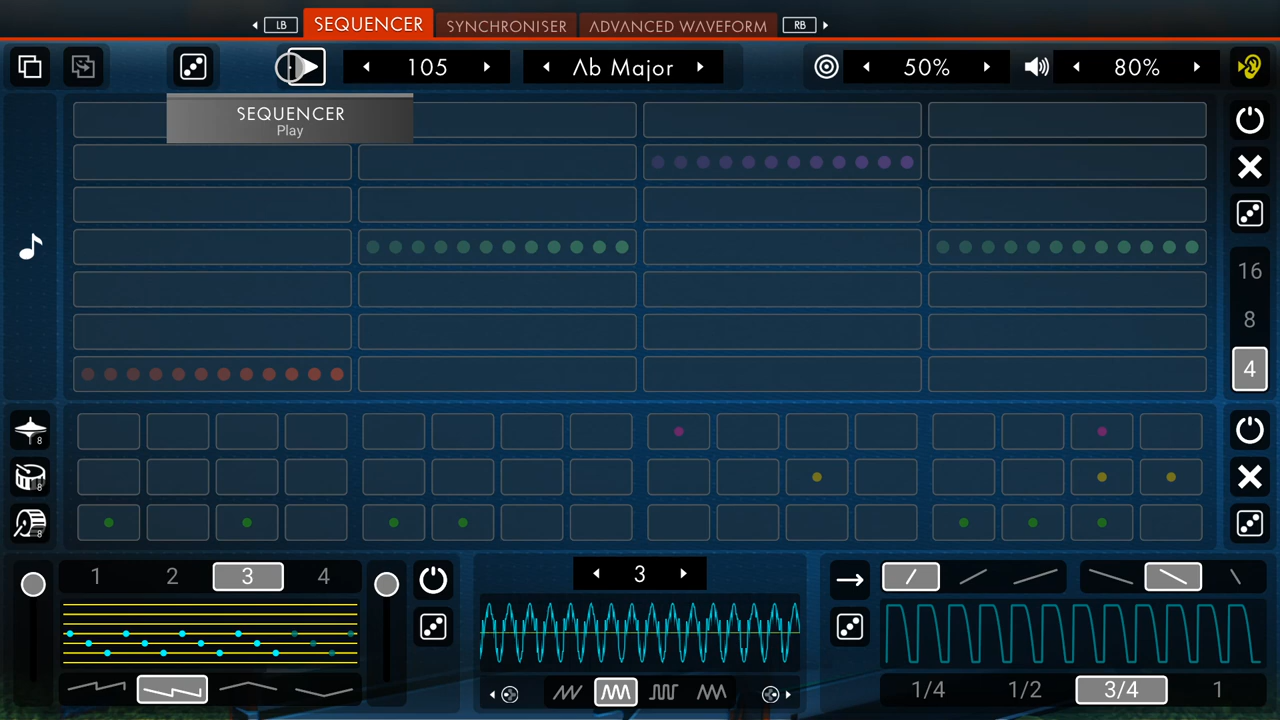 LB SEQUENCER SYNCHRONISER ADVANCED WAVEFORM RB
105 Ab Major 50% 80%
SEQUENCER
Play
16
8
4
8
8
8
1 2 3 4
3
1/4 1/2 3/4 1